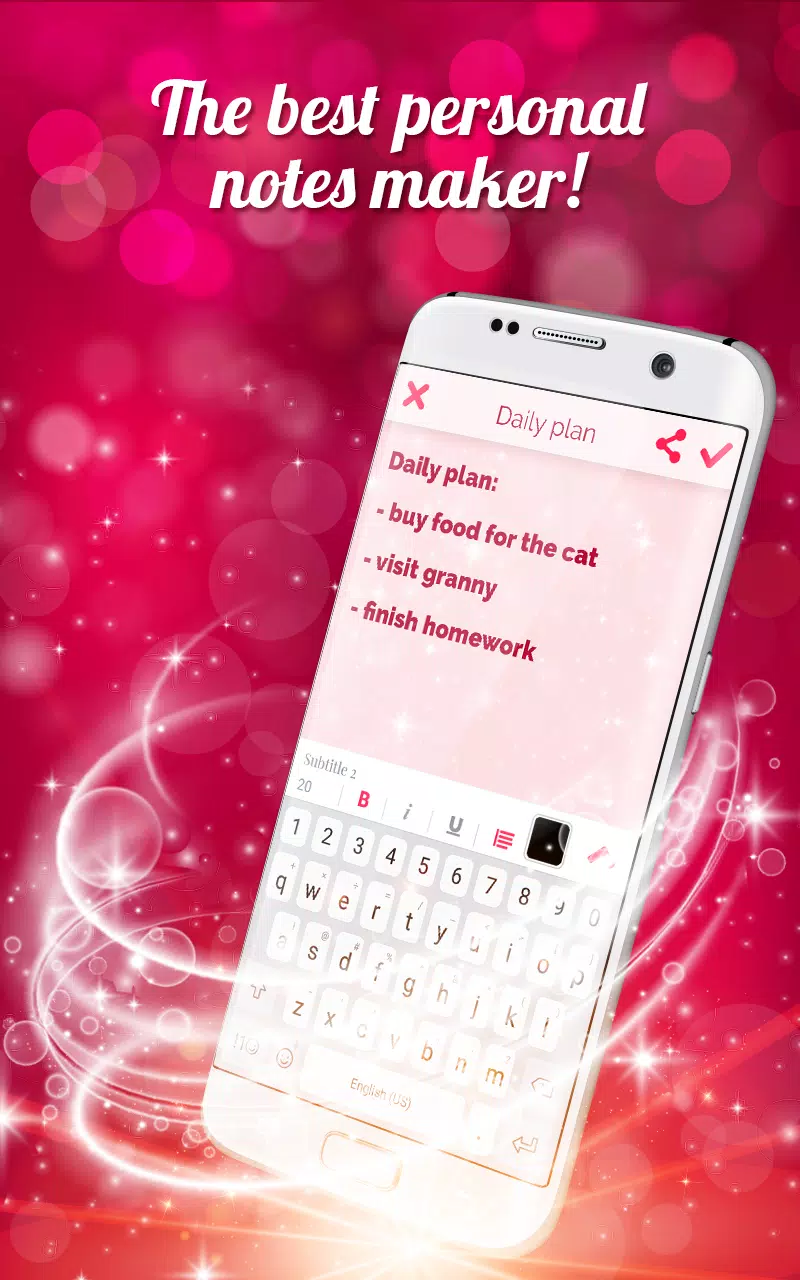 The best personal
notes maker!
Daily plan
Daily plan:
- buy food for the cat
- visit granny
- finish homework
Subtitle 2
20
B i U
1 2 3 4 5 6 7 8 9 0
q w e r t y u i o p
a s d f g h j k l
z x c v b n m
!1☺
English (US)
.